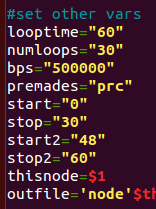 #set other vars
looptime="60"
numloops="30"
bps="500000"
premades="prc"
start="0"
stop="30"
start2="48"
stop2="60"
thisnode=$1
outfile='node'$th